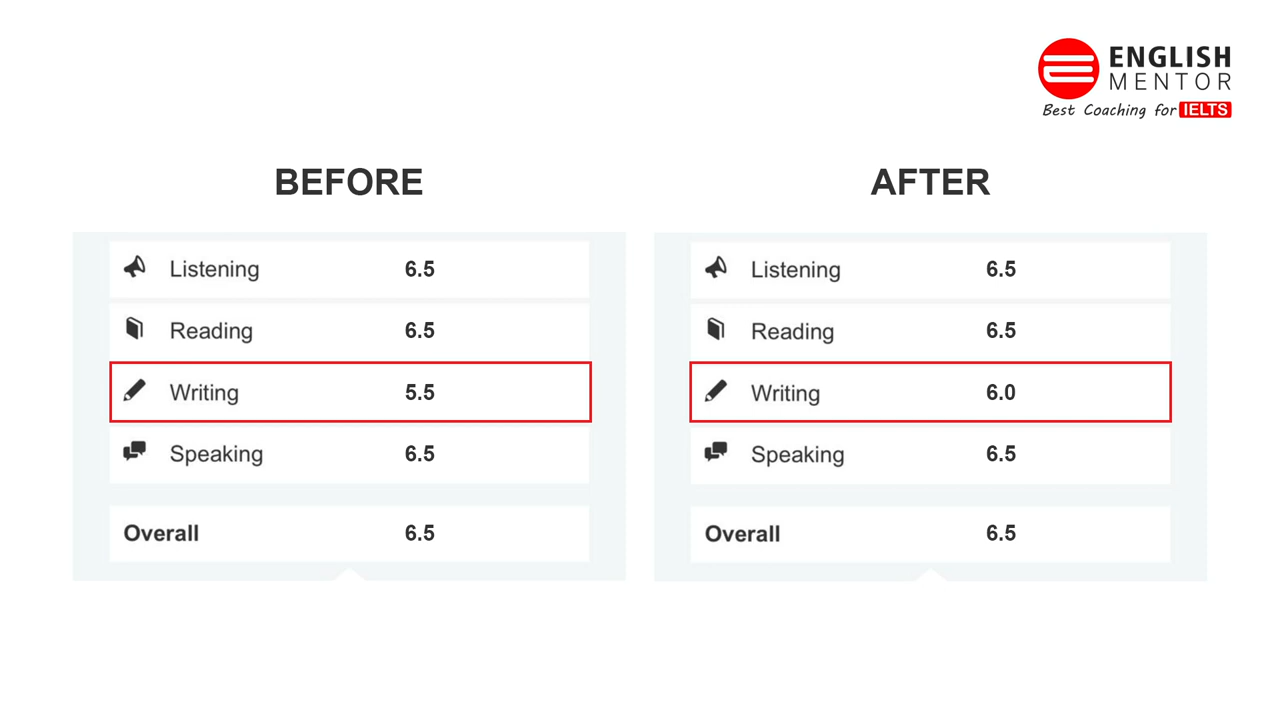 ENGLISH
MENTOR
Best Coaching for IELTS
BEFORE
Listening 6.5
Reading 6.5
Writing 5.5
Speaking 6.5
Overall 6.5
AFTER
Listening 6.5
Reading 6.5
Writing 6.0
Speaking 6.5
Overall 6.5